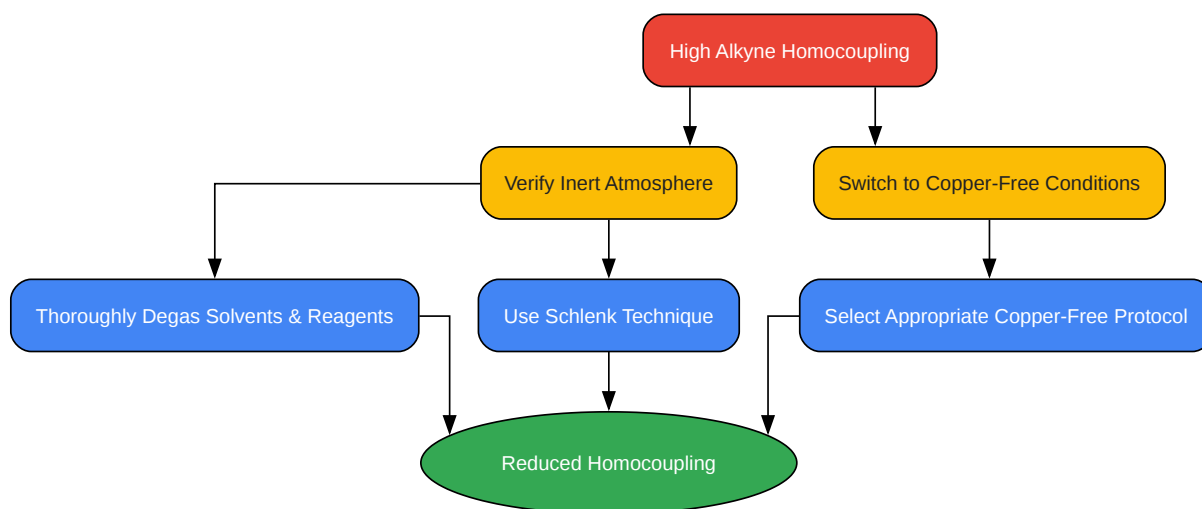 High Alkyne Homocoupling
Verify Inert Atmosphere
Switch to Copper-Free Conditions
Thoroughly Degas Solvents & Reagents
Use Schlenk Technique
Select Appropriate Copper-Free Protocol
Reduced Homocoupling